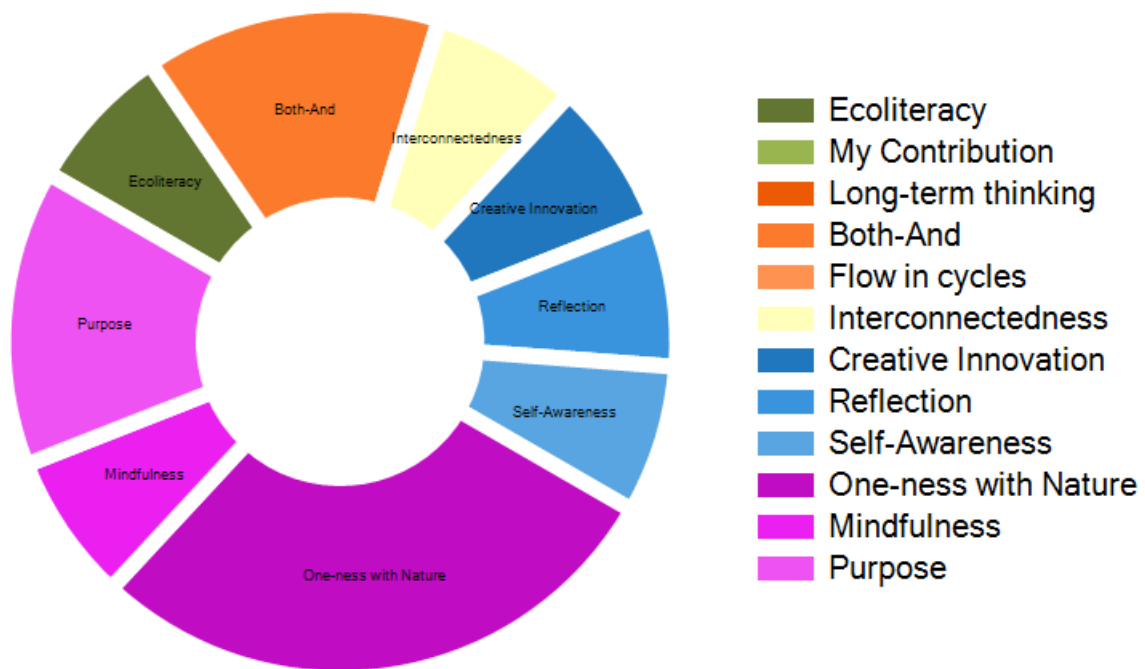 Both-And
Interconnectedness
Ecoliteracy
Creative Innovation
Reflection
Purpose
Self-Awareness
Mindfulness
One-ness with Nature
Ecoliteracy
My Contribution
Long-term thinking
Both-And
Flow in cycles
Interconnectedness
Creative Innovation
Reflection
Self-Awareness
One-ness with Nature
Mindfulness
Purpose